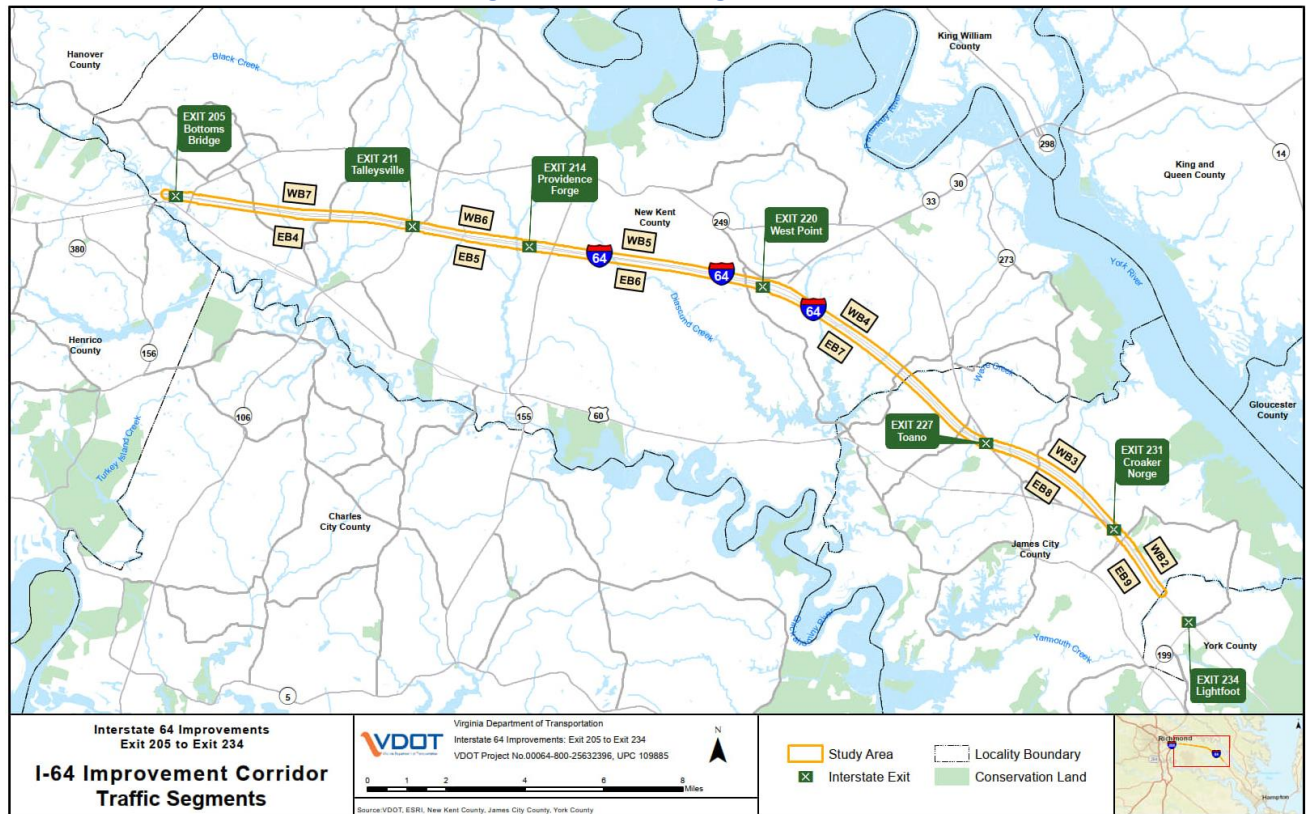 Hanover
County
Black Creek
King William
County
EXIT 205
Bottoms
Bridge
EXIT 211
Talleysville
EXIT 214
Providence
Forge
Pamunkey River
298
14
King and
Queen County
WB7
EB4
WB6
EB5
New Kent
County
249
30
33
EXIT 220
West Point
WB5
EB6
64
64
64
380
273
York River
Diascund Creek
WB4
EB7
Henrico
County
156
Ware Creek
Gloucester
County
106
155
60
EXIT 227
Toano
EXIT 231
Croaker
Norge
Turkey Island Creek
WB3
EB8
Charles
City County
James City
County
WB2
EB9
Yarmouth Creek
199
York County
5
EXIT 234
Lightfoot
Interstate 64 Improvements
Exit 205 to Exit 234
I-64 Improvement Corridor
Traffic Segments
VDOT
Virginia Department of Transportation
Interstate 64 Improvements: Exit 205 to Exit 234
VDOT Project No.00064-800-25632396, UPC 109885
N
0 1 2 4 6 8
Miles
Source:VDOT, ESRI, New Kent County, James City County, York County
Study Area
Interstate Exit
Locality Boundary
Conservation Land
Richmond
Hampton